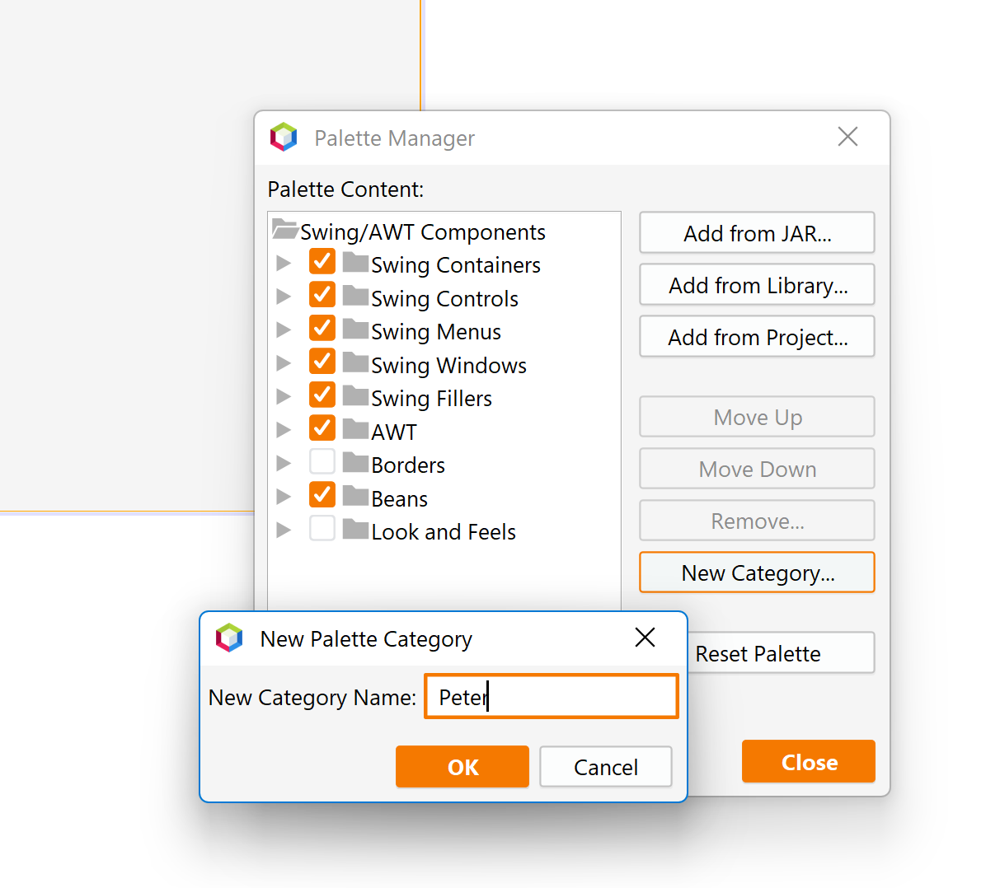 Palette Manager
Palette Content:
Swing/AWT Components
Swing Containers
Swing Controls
Swing Menus
Swing Windows
Swing Fillers
AWT
Borders
Beans
Look and Feels
Add from JAR...
Add from Library...
Add from Project...
Move Up
Move Down
Remove...
New Category...
Reset Palette
Close
New Palette Category
New Category Name: Peter
OK Cancel